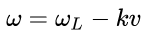 ω = ω_L − kv